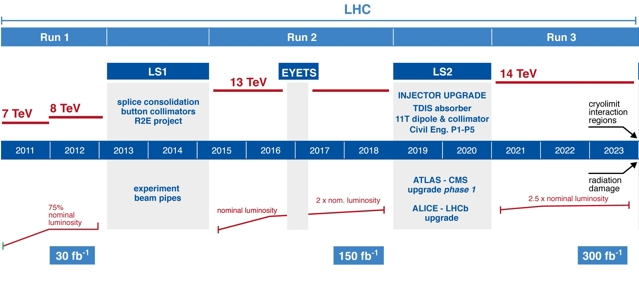 LHC
Run 1
Run 2
Run 3
LS1
EYETS
LS2
13 TeV
14 TeV
7 TeV
8 TeV
splice consolidation
button collimators
R2E project
INJECTOR UPGRADE
TDIS absorber
11T dipole & collimator
Civil Eng. P1-P5
cryolimit
interaction
regions
2011 2012 2013 2014 2015 2016 2017 2018 2019 2020 2021 2022 2023
experiment
beam pipes
ATLAS - CMS
upgrade phase 1
ALICE - LHCb
upgrade
radiation
damage
75%
nominal
luminosity
nominal luminosity
2 x nom. luminosity
2.5 x nominal luminosity
30 fb-1
150 fb-1
300 fb-1